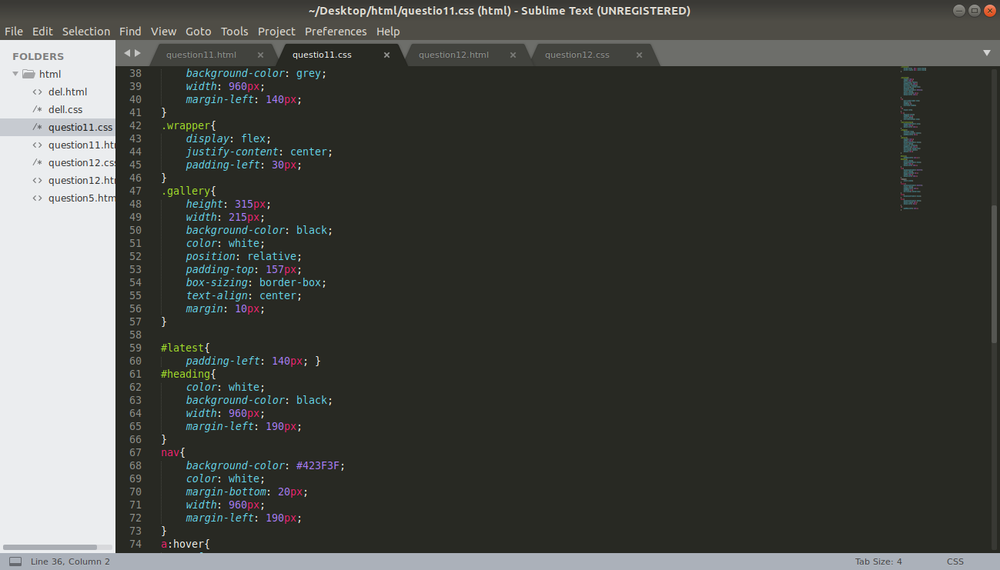 ~/Desktop/html/questio11.css (html) - Sublime Text (UNREGISTERED)
File Edit Selection Find View Goto Tools Project Preferences Help
FOLDERS
html
<> del.html
/* dell.css
/* questio11.css
<> question11.htm
/* question12.css
<> question12.htm
<> question5.htm
question11.html × questio11.css × question12.html × question12.css ×
38 background-color: grey;
39 width: 960px;
40 margin-left: 140px;
41 }
42 .wrapper{
43 display: flex;
44 justify-content: center;
45 padding-left: 30px;
46 }
47 .gallery{
48 height: 315px;
49 width: 215px;
50 background-color: black;
51 color: white;
52 position: relative;
53 padding-top: 157px;
54 box-sizing: border-box;
55 text-align: center;
56 margin: 10px;
57 }
58
59 #latest{
60 padding-left: 140px; }
61 #heading{
62 color: white;
63 background-color: black;
64 width: 960px;
65 margin-left: 190px;
66 }
67 nav{
68 background-color: #423F3F;
69 color: white;
70 margin-bottom: 20px;
71 width: 960px;
72 margin-left: 190px;
73 }
74 a:hover{
Line 36, Column 2 Tab Size: 4 CSS